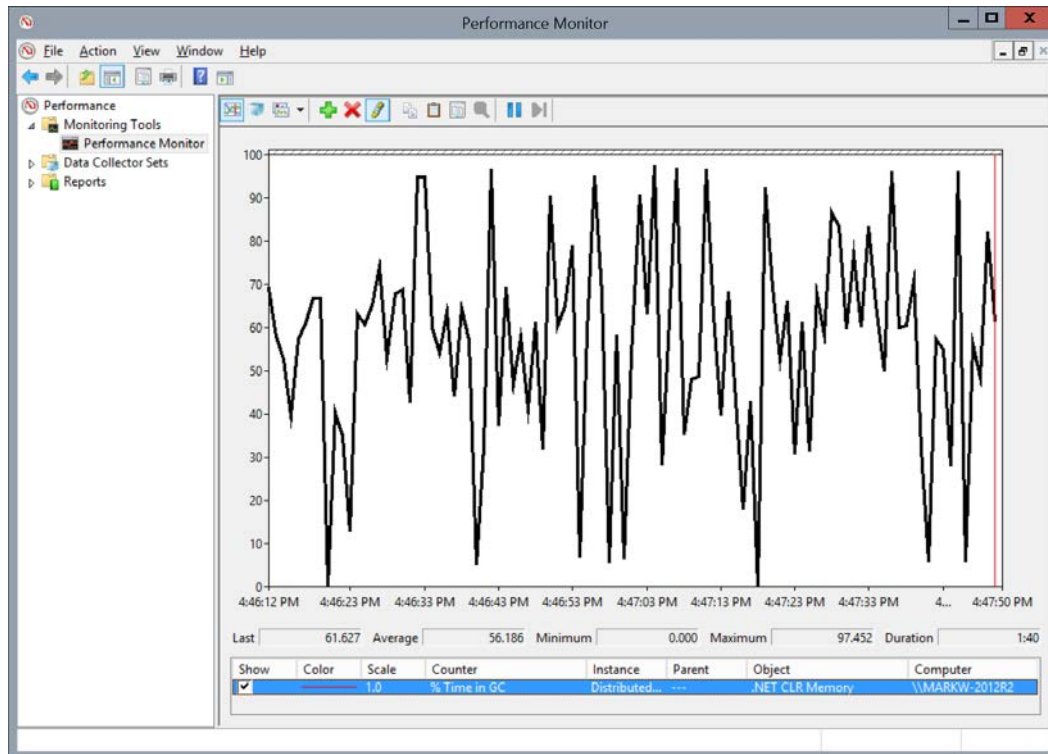 Performance Monitor
File Action View Window Help
Performance
Monitoring Tools
Performance Monitor
Data Collector Sets
Reports
100
90
80
70
60
50
40
30
20
10
0
4:46:12 PM 4:46:23 PM 4:46:33 PM 4:46:43 PM 4:46:53 PM 4:47:03 PM 4:47:13 PM 4:47:23 PM 4:47:33 PM 4... 4:47:50 PM
Last 61.627 Average 56.186 Minimum 0.000 Maximum 97.452 Duration 1:40
Show Color Scale Counter Instance Parent Object Computer
1.0 % Time in GC Distributed... --- .NET CLR Memory \\MARKW-2012R2